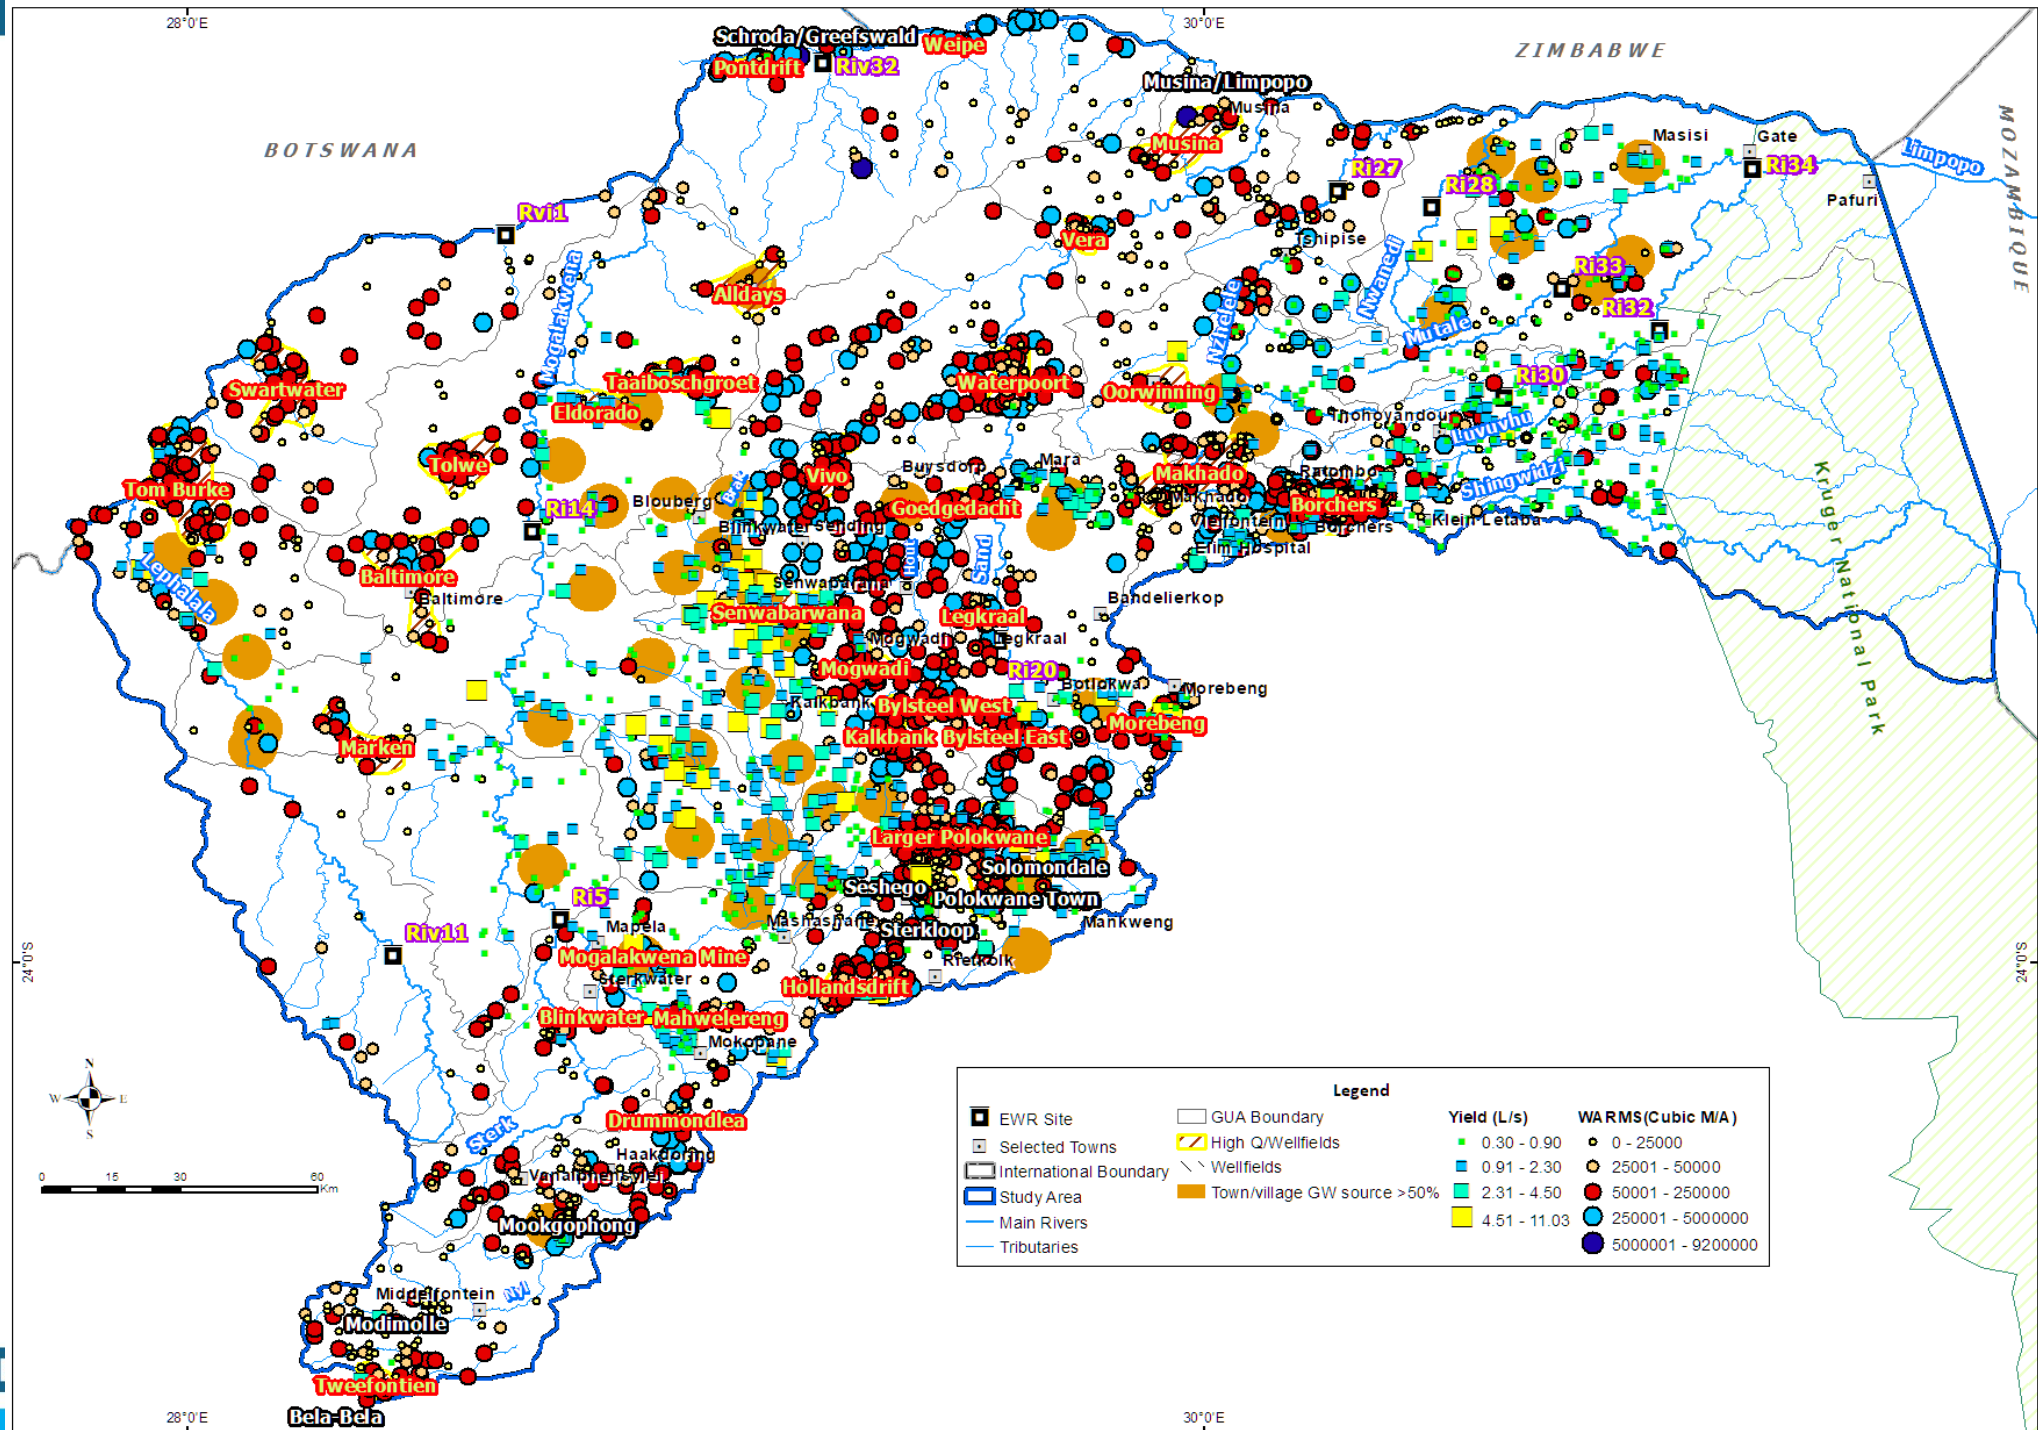 28°0'E
30°0'E
Schroda/Greefswald
Weipe
ZIMBABWE
Pontdrift
Riv32
Musina/Limpopo
Musina
MOZAMBIQUE
BOTSWANA
Musina
Masisi
Gate
Limpopo
Ri27
Ri28
Ri34
Pafuri
Rvi1
Vera
Tshipise
Nwanedi
Mogalakwena
Alldays
Ri33
Ri32
Nzhelele
Mutale
Swartwater
Taaiboschgroet
Waterpoort
Oorwinning
Ri30
Eldorado
Thohoyandou
Luvuvhu
Tolwe
Vivo
Buysdorp
Mara
Makhado
Ratombo
Shingwidzi
Kruger National Park
Tom Burke
Ri14
Blouberg
Brak
Goedgedacht
Makhado
Borchers
Blinkwater Sending
Vleifontein
Borchers
Klein Letaba
Elim Hospital
Hout
Sand
Lephalala
Baltimore
Baltimore
Senwabarana
Bandelierkop
Senwabarwana
Legkraal
Mogwadi
Legkraal
Mogwadi
Ri20
Botlokwa
Morebeng
Kalkbank
Bylsteel West
Morebeng
Marken
Kalkbank Bylsteel East
Larger Polokwane
Solomondale
Seshego
Polokwane Town
Ri5
Mapela
Mashashane
Mankweng
Sterkloop
Riv11
Mogalakwena Mine
Rietkolk
24°0'S
24°0'S
Sterkwater
Hollandsdrift
Blinkwater
Mahwelereng
Mokopane
N
W
E
S
Drummondlea
Sterk
Haakdoring
Vanalphensvlei
0
15
30
60
Km
Mookgophong
Middelfontein
Nyl
Modimolle
Tweefontien
Bela-Bela
Legend
EWR Site
Selected Towns
International Boundary
Study Area
Main Rivers
Tributaries
GUA Boundary
High Q/Wellfields
Wellfields
Town/village GW source >50%
Yield (L/s)
0.30 - 0.90
0.91 - 2.30
2.31 - 4.50
4.51 - 11.03
WARMS(Cubic M/A)
0 - 25000
25001 - 50000
50001 - 250000
250001 - 5000000
5000001 - 9200000
28°0'E
30°0'E